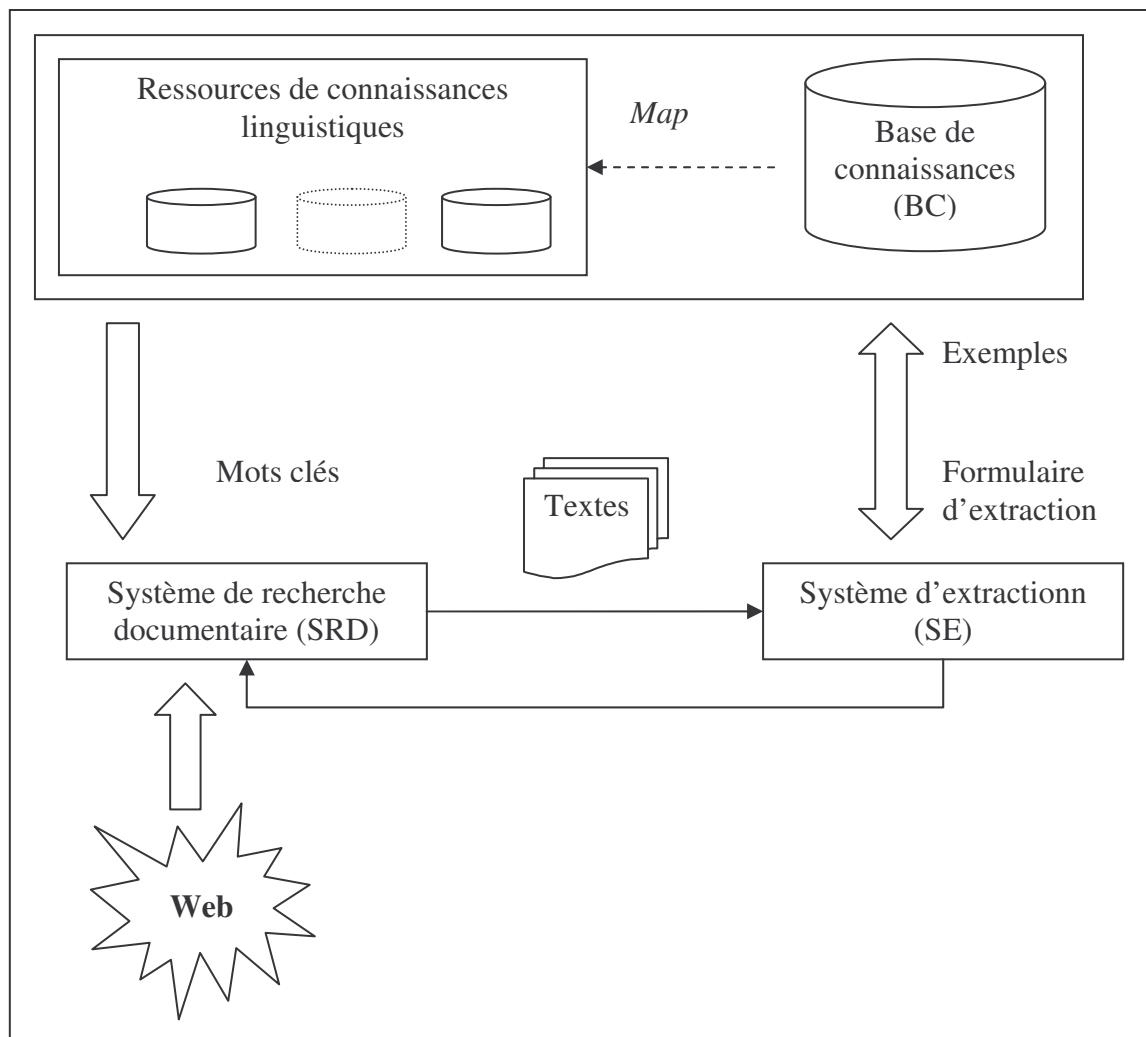 Ressources de connaissances
linguistiques
Map
Base de
connaissances
(BC)
Exemples
Mots clés
Formulaire
d’extraction
Textes
Système de recherche
documentaire (SRD)
Système d’extractionn
(SE)
Web